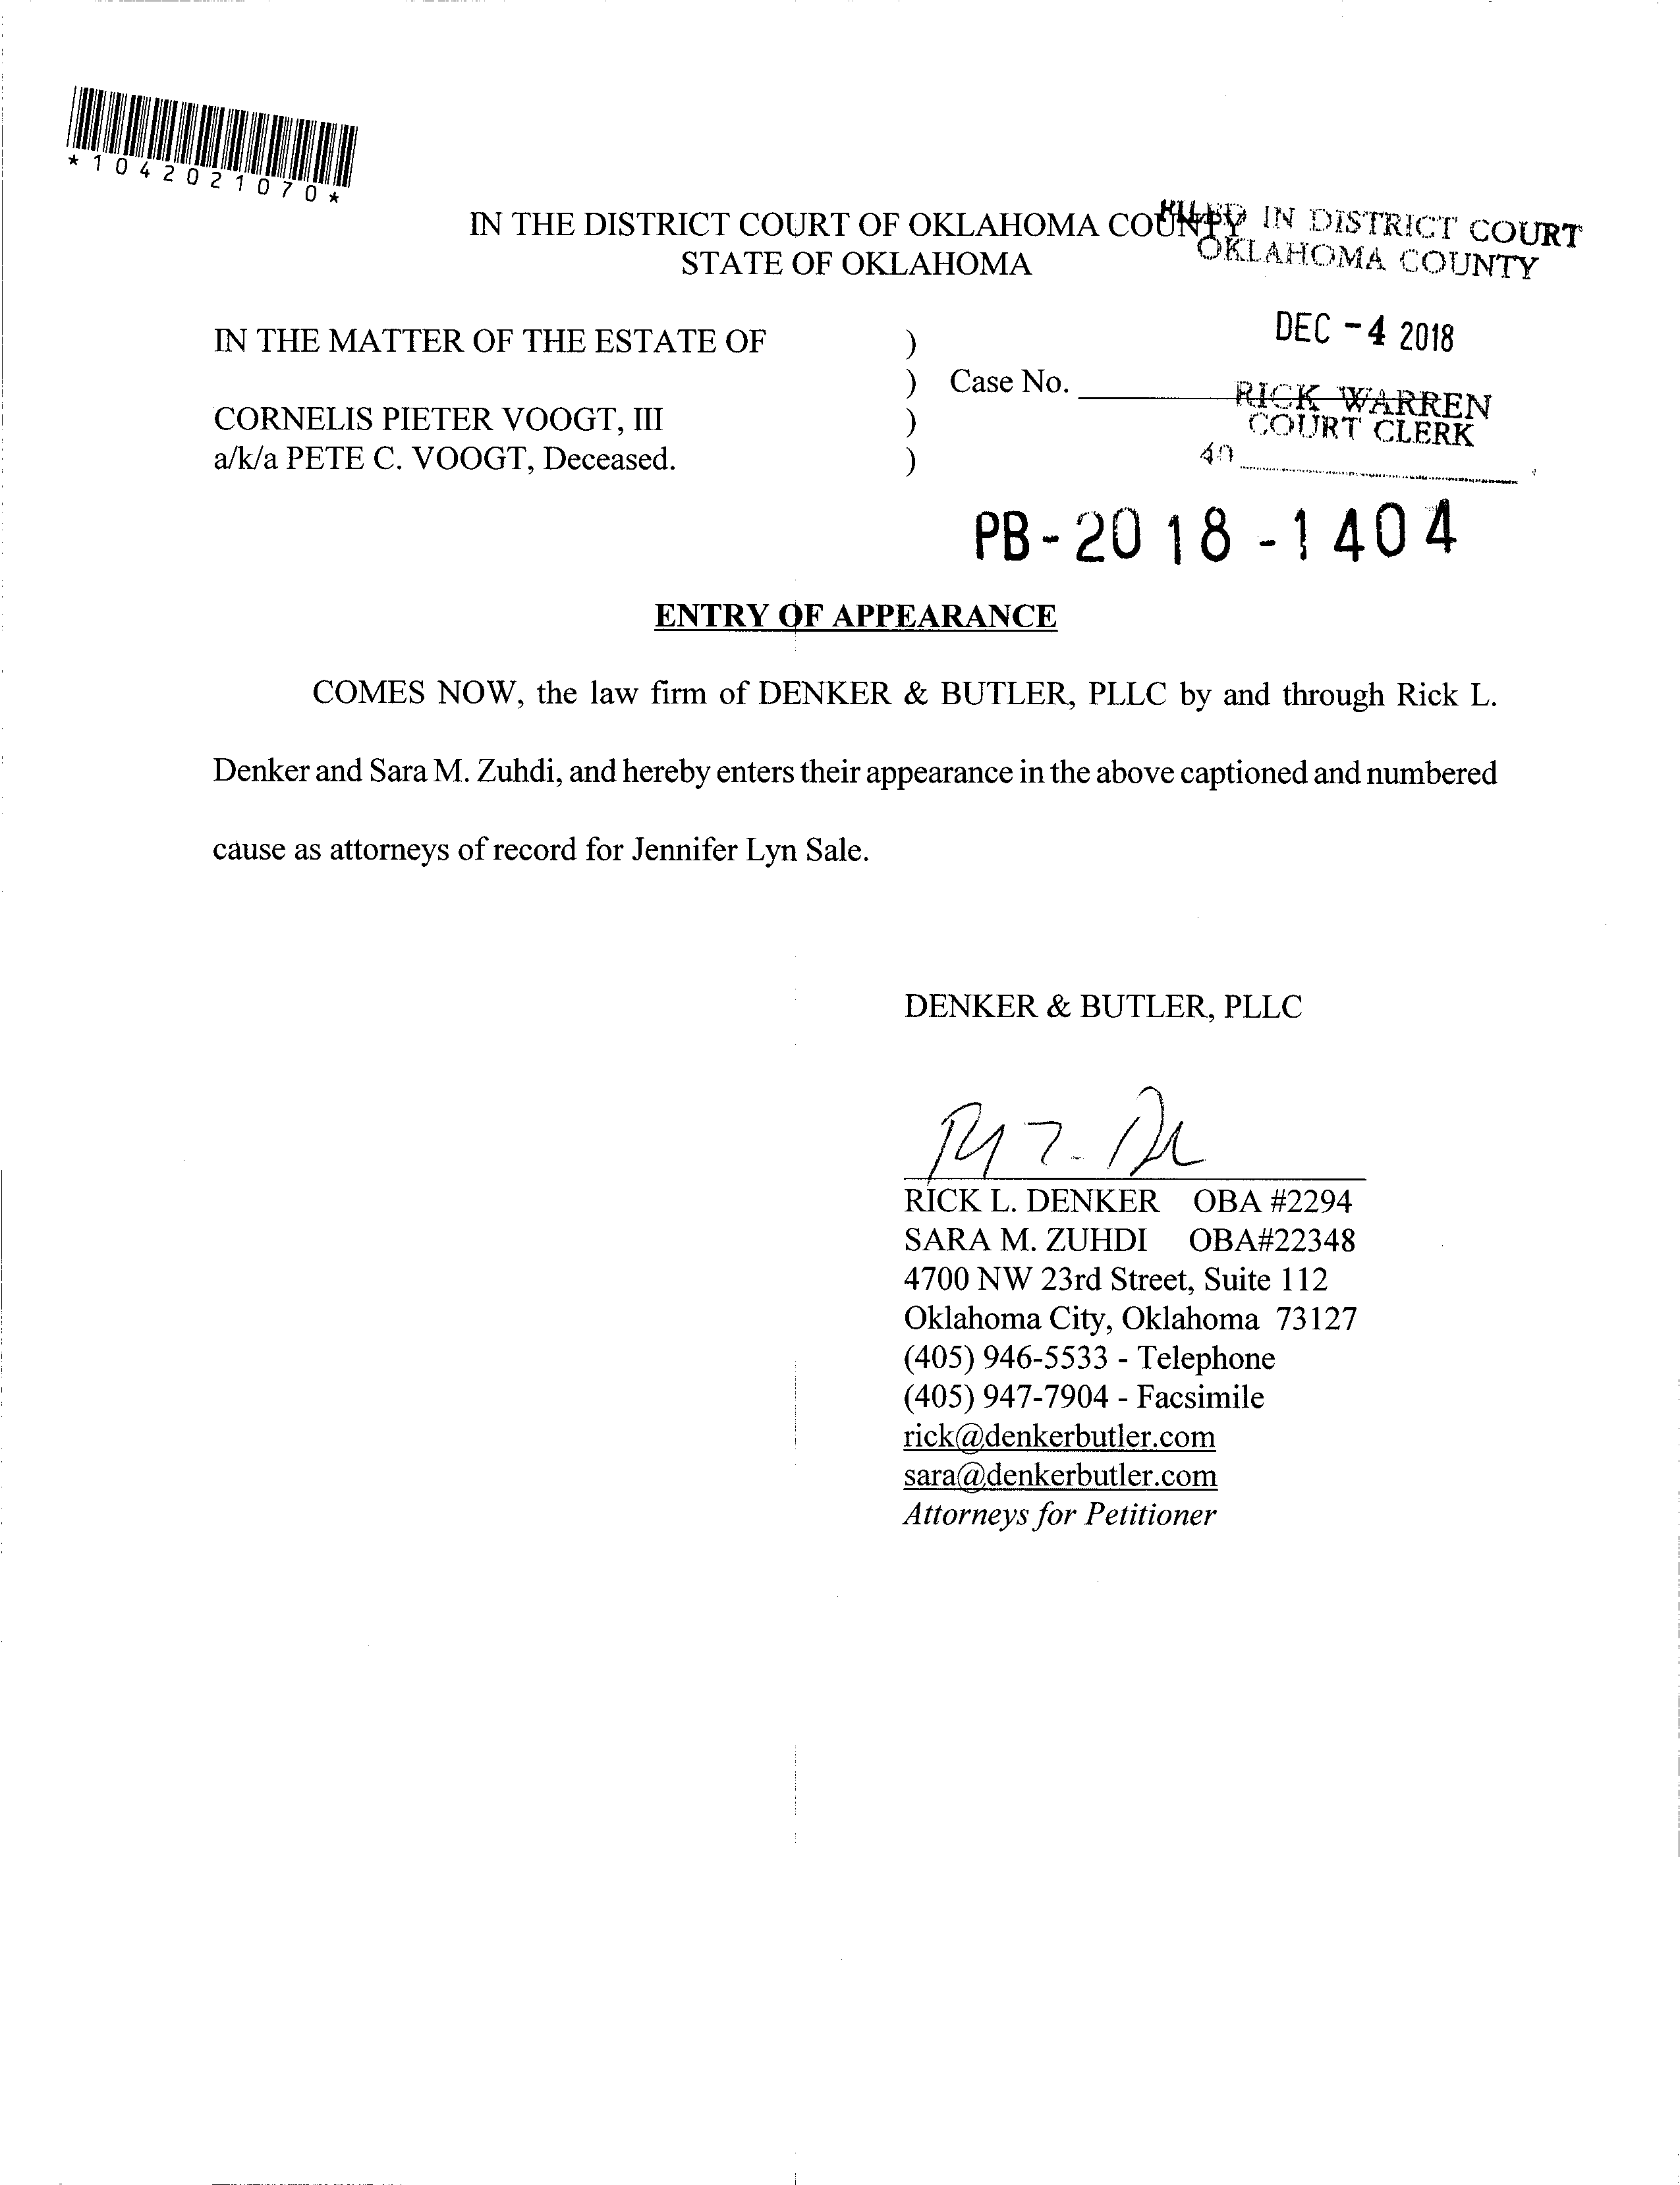 *1042021070*
IN THE DISTRICT COURT OF OKLAHOMA COUNTY
STATE OF OKLAHOMA
FILED IN DISTRICT COURT
OKLAHOMA COUNTY
DEC -4 2018
RICK WARREN
COURT CLERK
40
IN THE MATTER OF THE ESTATE OF )
) Case No.
CORNELIS PIETER VOOGT, III )
a/k/a PETE C. VOOGT, Deceased. )
PB-2018-1404
ENTRY OF APPEARANCE
COMES NOW, the law firm of DENKER & BUTLER, PLLC by and through Rick L.
Denker and Sara M. Zuhdi, and hereby enters their appearance in the above captioned and numbered
cause as attorneys of record for Jennifer Lyn Sale.
DENKER & BUTLER, PLLC
RICK L. DENKER OBA #2294
SARA M. ZUHDI OBA#22348
4700 NW 23rd Street, Suite 112
Oklahoma City, Oklahoma 73127
(405) 946-5533 - Telephone
(405) 947-7904 - Facsimile
rick@denkerbutler.com
sara@denkerbutler.com
Attorneys for Petitioner